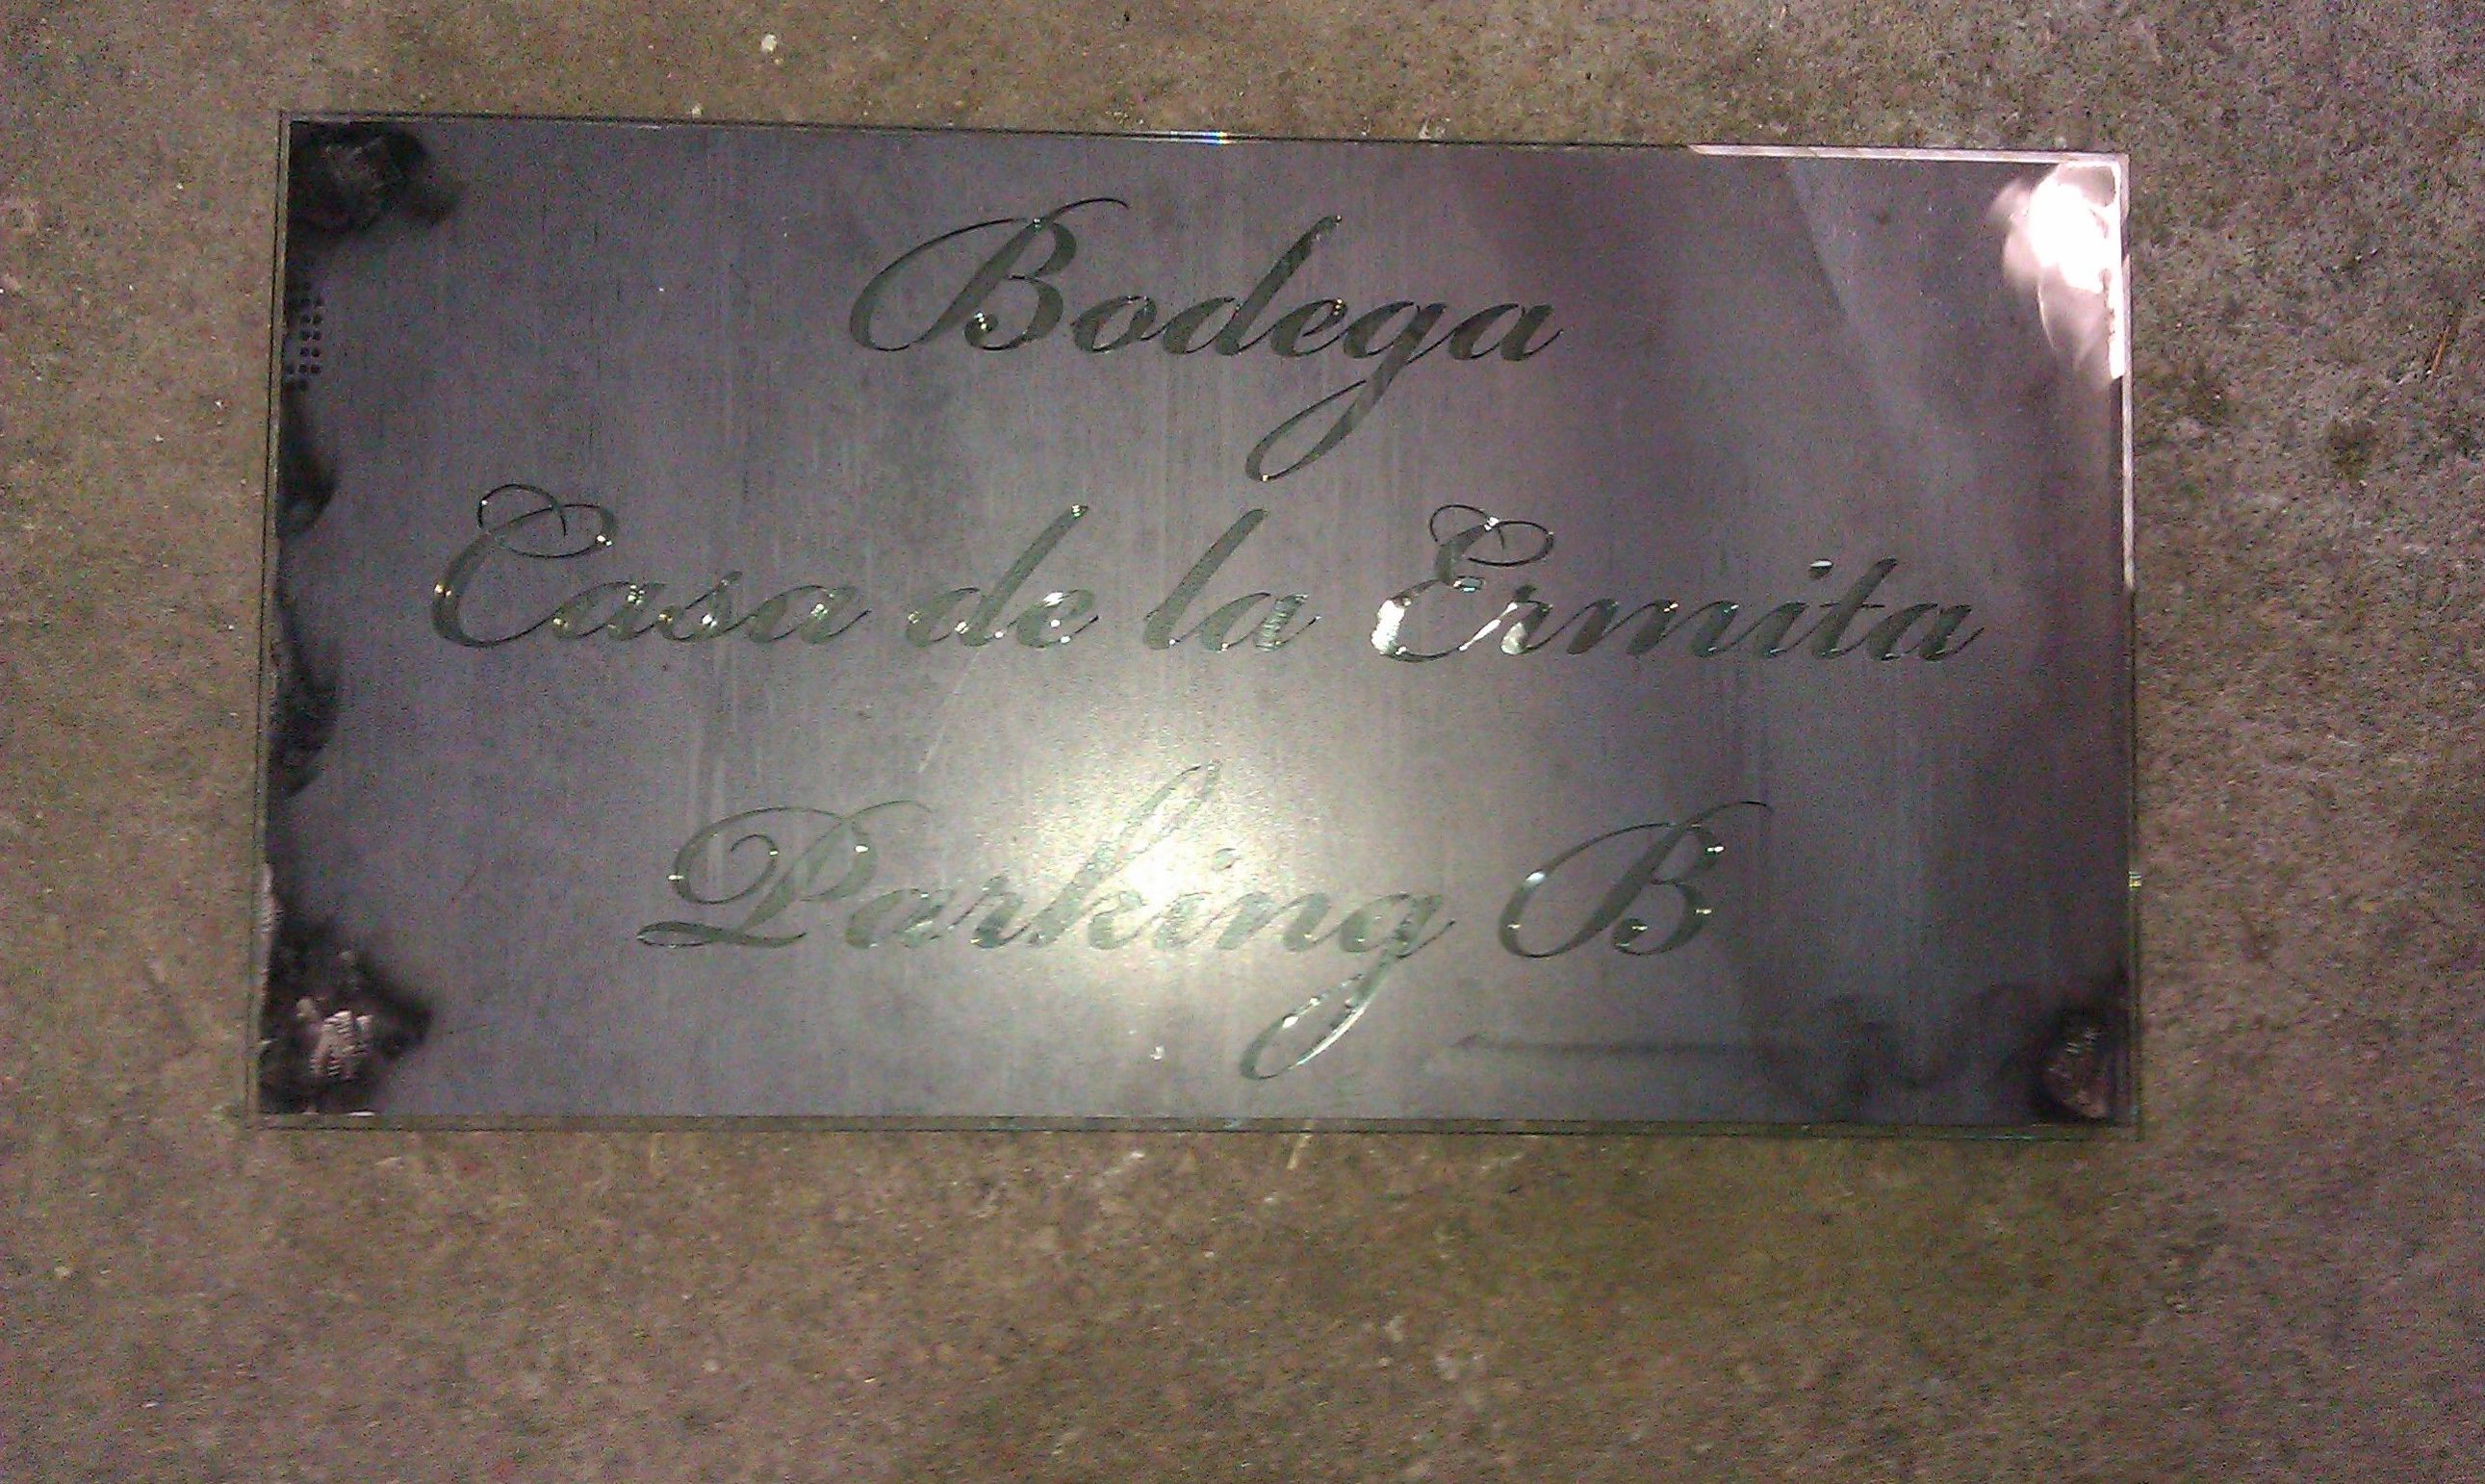 Bodega
Casa de la Ermita
Parking B